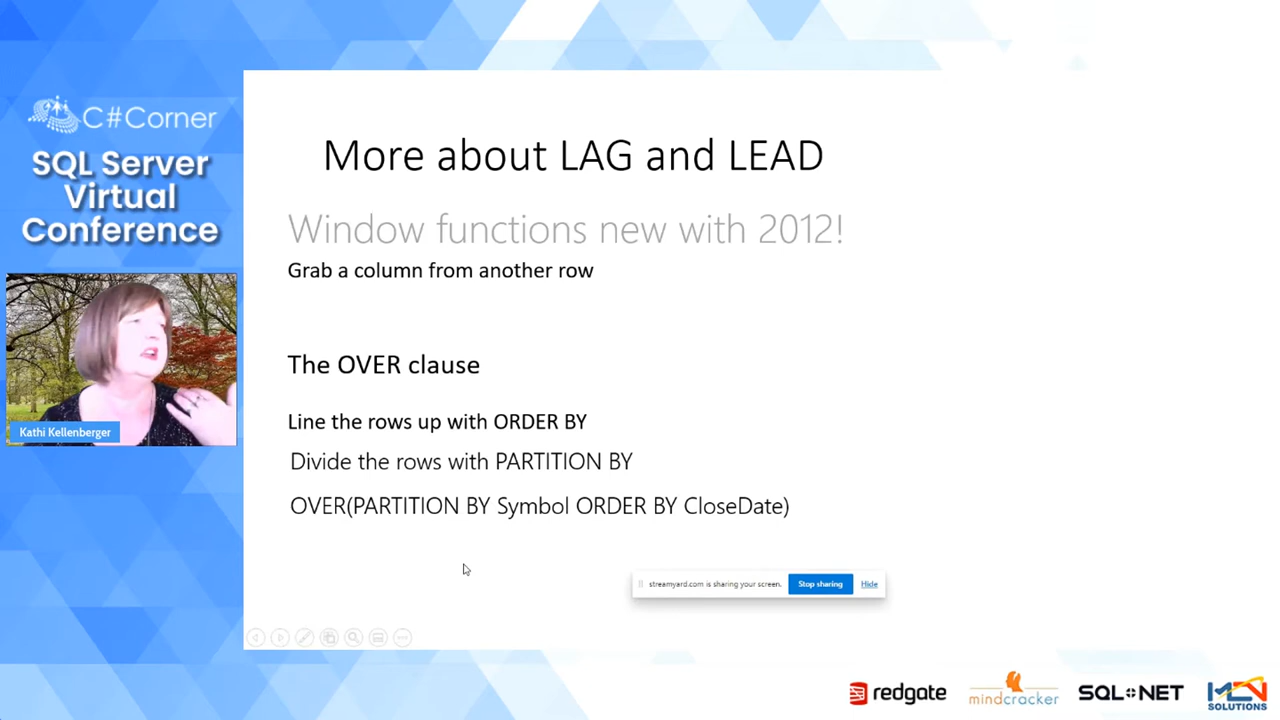 C#Corner
SQL Server
Virtual
Conference
Kathi Kellenberger
More about LAG and LEAD
Window functions new with 2012!
Grab a column from another row
The OVER clause
Line the rows up with ORDER BY
Divide the rows with PARTITION BY
OVER(PARTITION BY Symbol ORDER BY CloseDate)
streamyard.com is sharing your screen. Stop sharing Hide
redgate mindcracker SQL+NET MCN SOLUTIONS